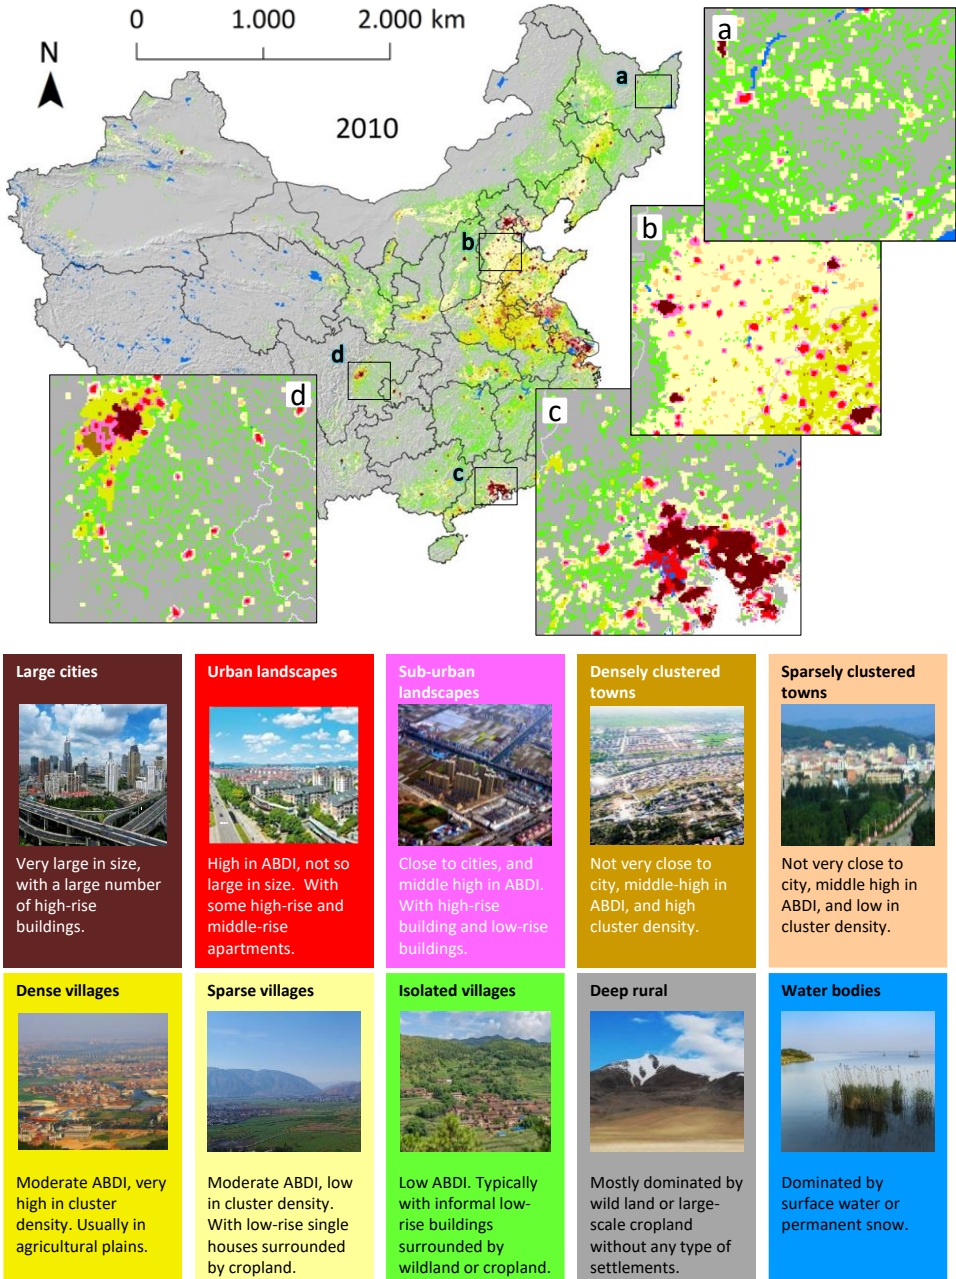 0 1.000 2.000 km
N
2010
a
b
c
d
a
b
c
d
Large cities
Very large in size,
with a large number
of high-rise
buildings.
Urban landscapes
High in ABDI, not so
large in size. With
some high-rise and
middle-rise
apartments.
Sub-urban
landscapes
Close to cities, and
middle high in ABDI.
With high-rise
building and low-rise
buildings.
Densely clustered
towns
Not very close to
city, middle-high in
ABDI, and high
cluster density.
Sparsely clustered
towns
Not very close to
city, middle high in
ABDI, and low in
cluster density.
Dense villages
Moderate ABDI, very
high in cluster
density. Usually in
agricultural plains.
Sparse villages
Moderate ABDI, low
in cluster density.
With low-rise single
houses surrounded
by cropland.
Isolated villages
Low ABDI. Typically
with informal low-
rise buildings
surrounded by
wildland or cropland.
Deep rural
Mostly dominated by
wild land or large-
scale cropland
without any type of
settlements.
Water bodies
Dominated by
surface water or
permanent snow.